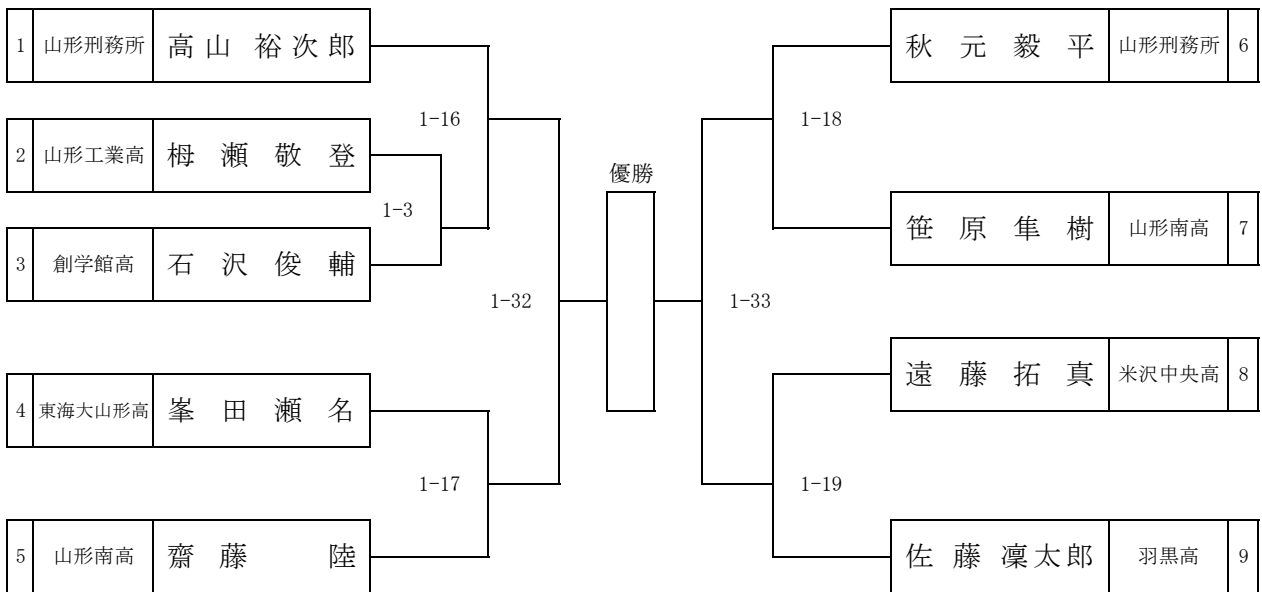 1 山形刑務所 高山 裕次郎
秋元毅平 山形刑務所 6
1-16
1-18
2 山形工業高 栂瀬敬登
優勝
1-3
笹原隼樹 山形南高 7
3 創学館高 石沢俊輔
1-32
1-33
遠藤拓真 米沢中央高 8
4 東海大山形高 峯田瀬名
1-17
1-19
5 山形南高 齋藤 陸
佐藤凜太郎 羽黒高 9